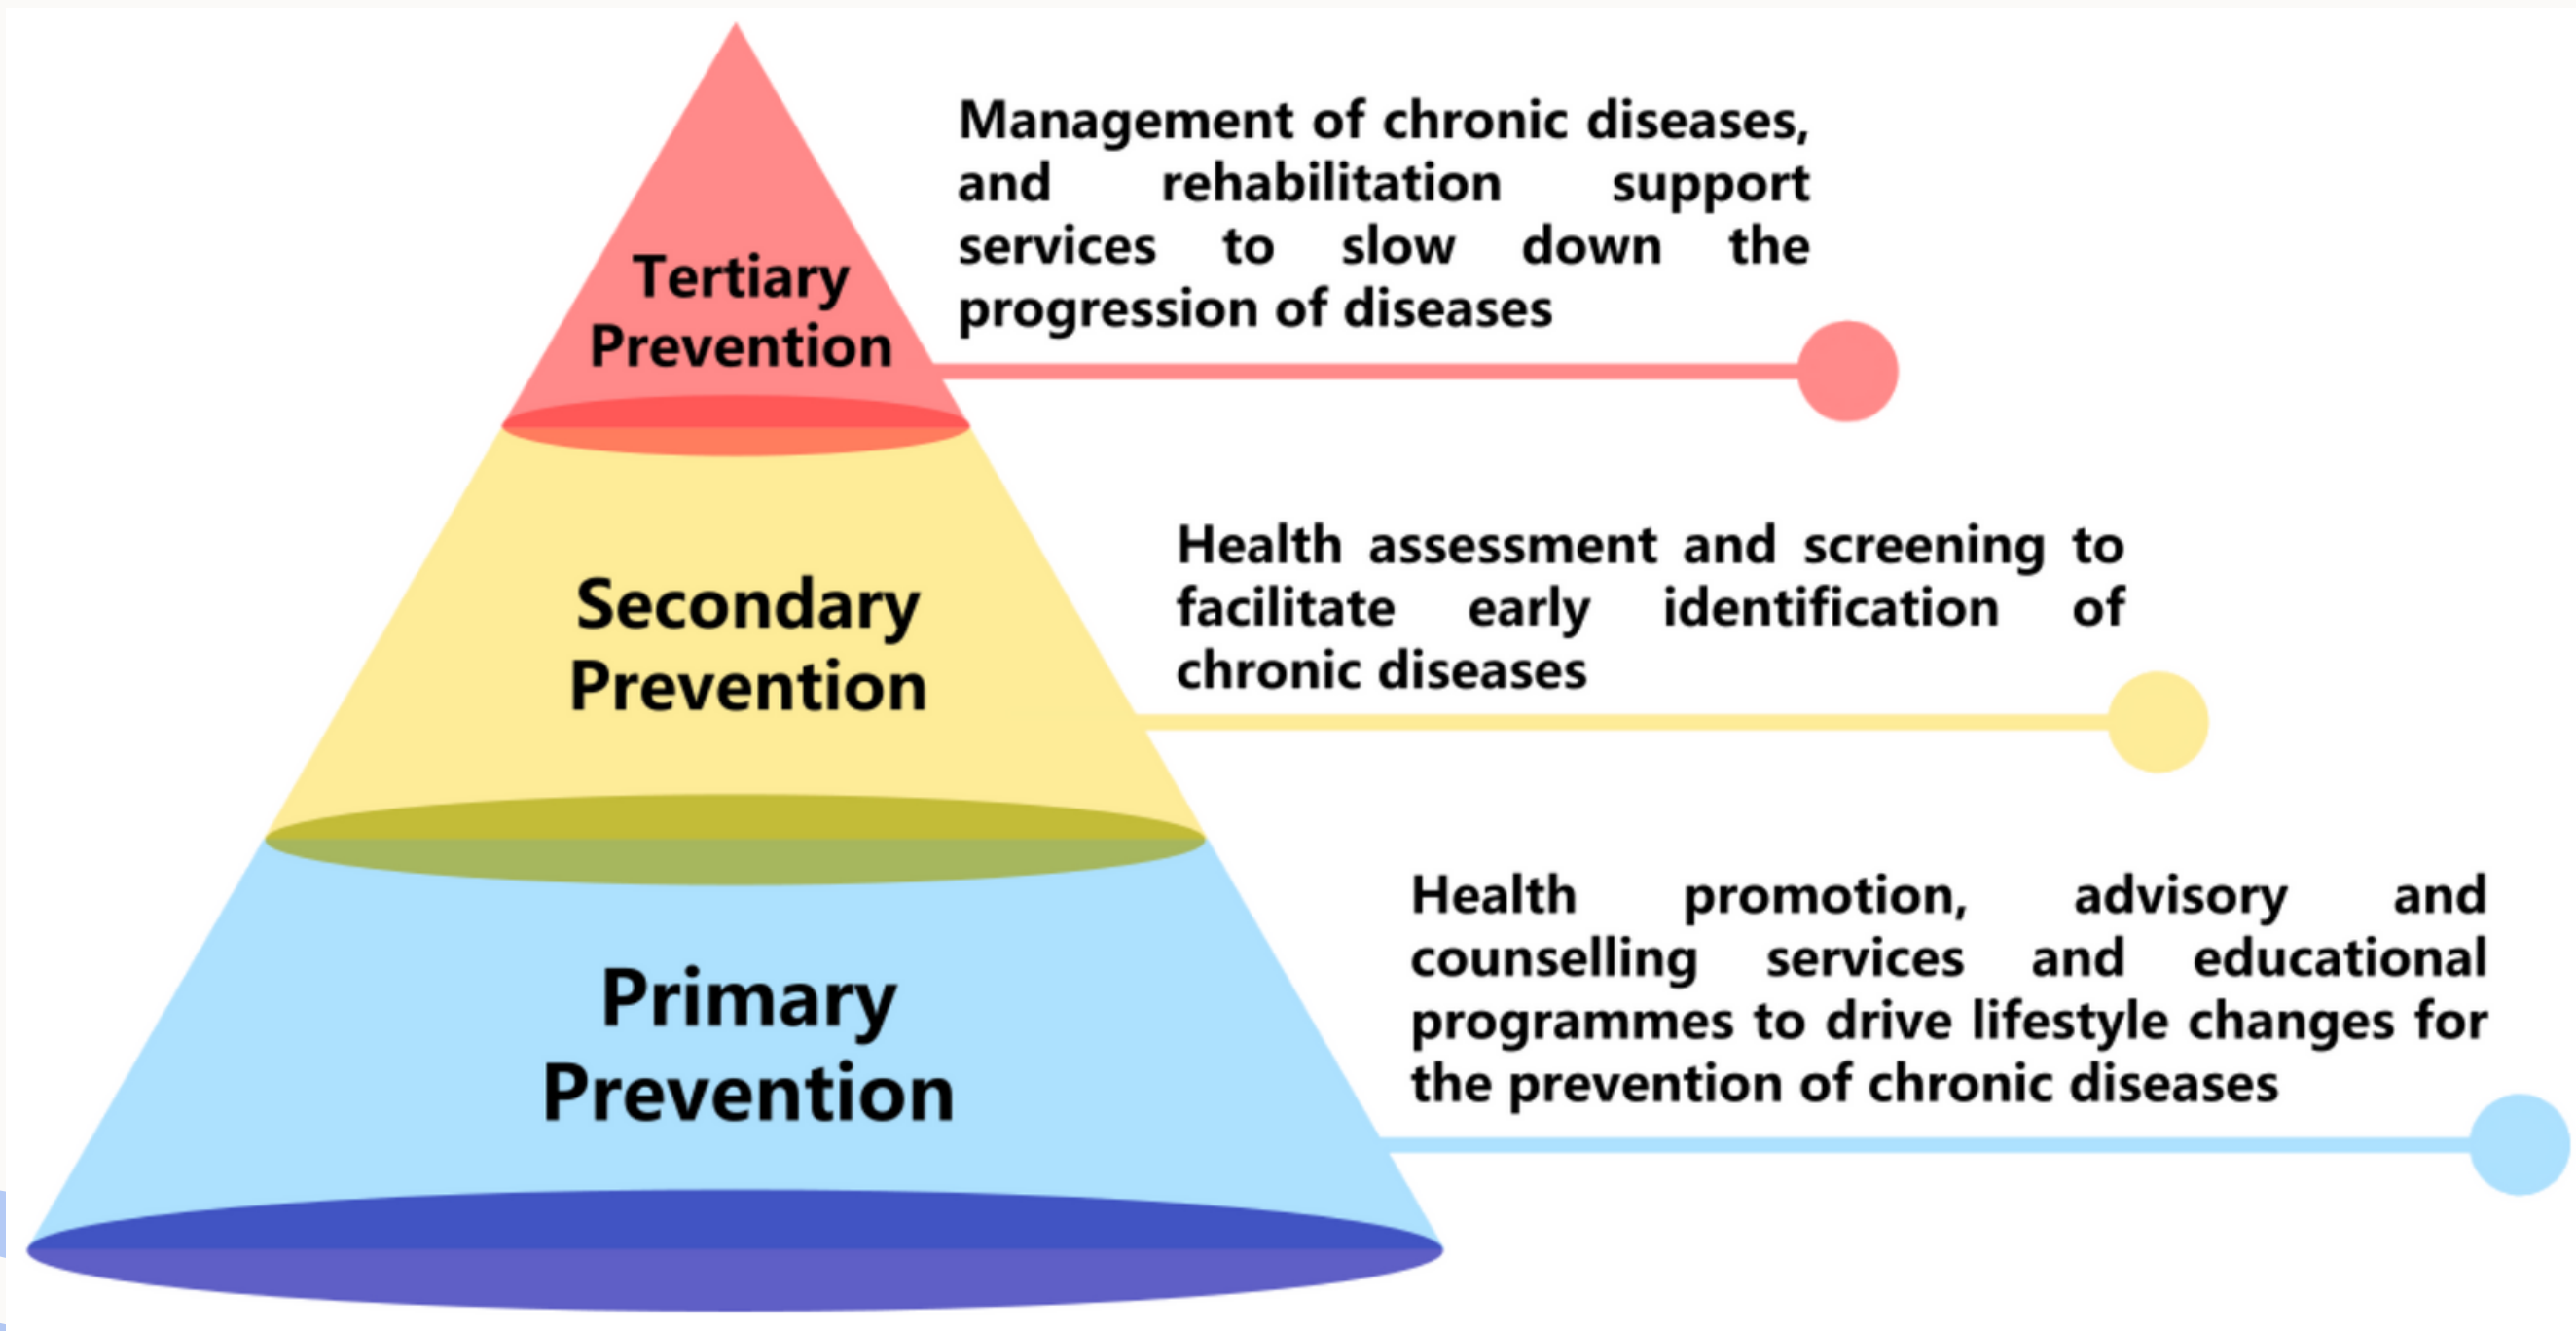 Tertiary
Prevention
Management of chronic diseases,
and rehabilitation support
services to slow down the
progression of diseases
Secondary
Prevention
Health assessment and screening to
facilitate early identification of
chronic diseases
Primary
Prevention
Health promotion, advisory and
counselling services and educational
programmes to drive lifestyle changes for
the prevention of chronic diseases